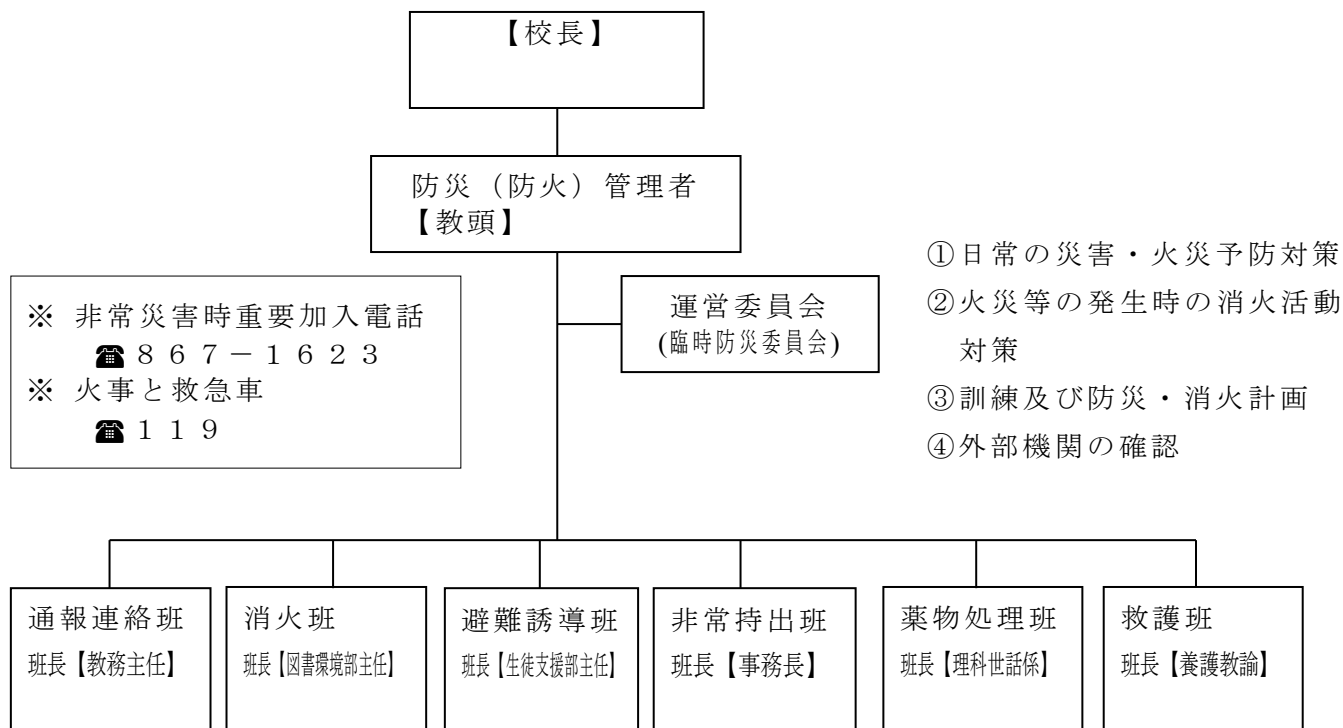 【校長】
防災（防火）管理者
【教頭】
※ 非常災害時重要加入電話
☎８６７－１６２３
※ 火事と救急車
☎１１９
運営委員会
(臨時防災委員会)
①日常の災害・火災予防対策
②火災等の発生時の消火活動
対策
③訓練及び防災・消火計画
④外部機関の確認
通報連絡班
班長【教務主任】
消火班
班長【図書環境部主任】
避難誘導班
班長【生徒支援部主任】
非常持出班
班長【事務長】
薬物処理班
班長【理科世話係】
救護班
班長【養護教諭】